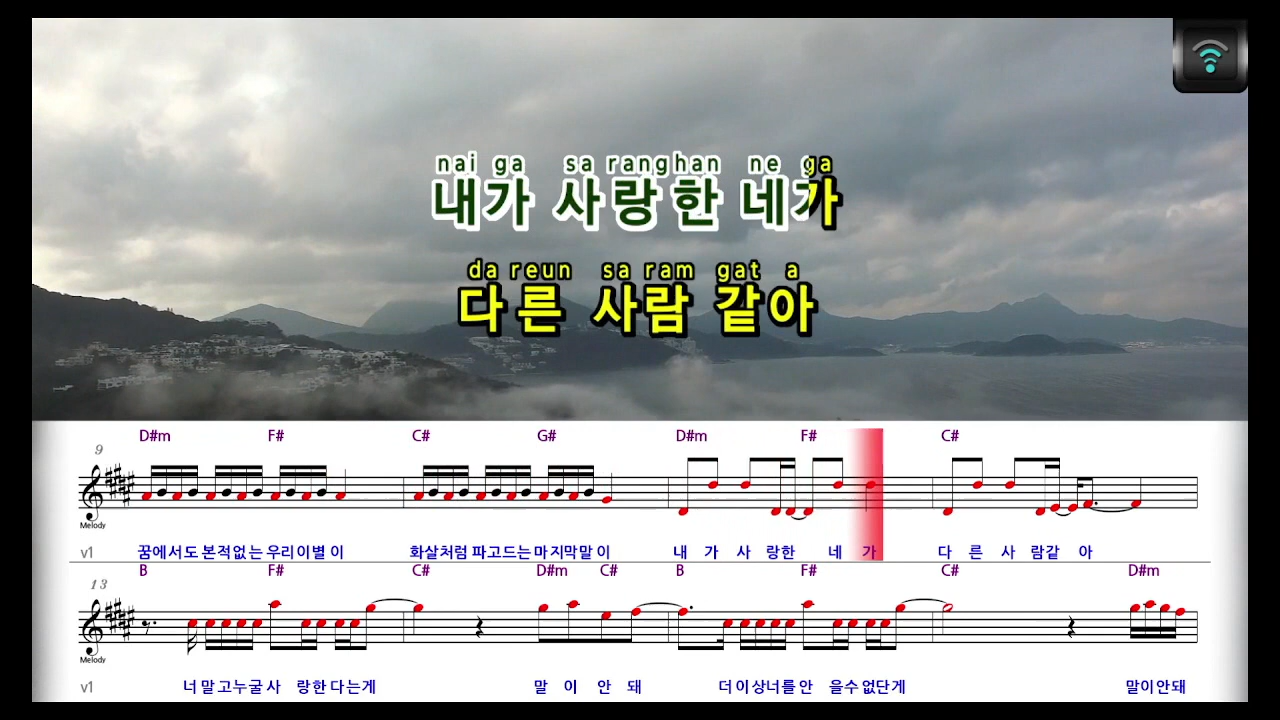 nai ga sa ranghan ne ga
내가 사랑한 네가
da reun sa ram gat a
다른 사람 같아
D#m F# C# G# D#m F# C#
9
Melody
v1 꿈에서도 본적없는 우리이별 이 화살처럼 파고드는 마지막말 이 내 가 사 랑한 네 가 다 른 사 람같 아
B F# C# D#m C# B F# C# D#m
13
Melody
v1 너 말고누굴 사 랑한 다는게 말 이 안 돼 더 이상너를 안 을수 없단게 말이안돼